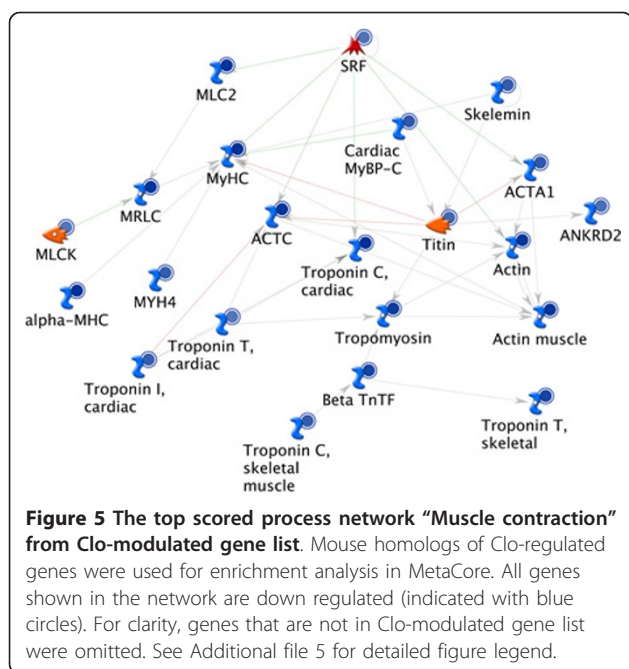 SRF
MLC2
Skelemin
Cardiac
MyBP-C
MyHC
ACTA1
MRLC
ACTC
Titin
ANKRD2
MLCK
Troponin C,
cardiac
Actin
alpha-MHC
MYH4
Troponin T,
cardiac
Tropomyosin
Actin muscle
Troponin I,
cardiac
Beta TnTF
Troponin T,
skeletal
Troponin C,
skeletal
muscle
Figure 5 The top scored process network “Muscle contraction”
from Clo-modulated gene list. Mouse homologs of Clo-regulated
genes were used for enrichment analysis in MetaCore. All genes
shown in the network are down regulated (indicated with blue
circles). For clarity, genes that are not in Clo-modulated gene list
were omitted. See Additional file 5 for detailed figure legend.